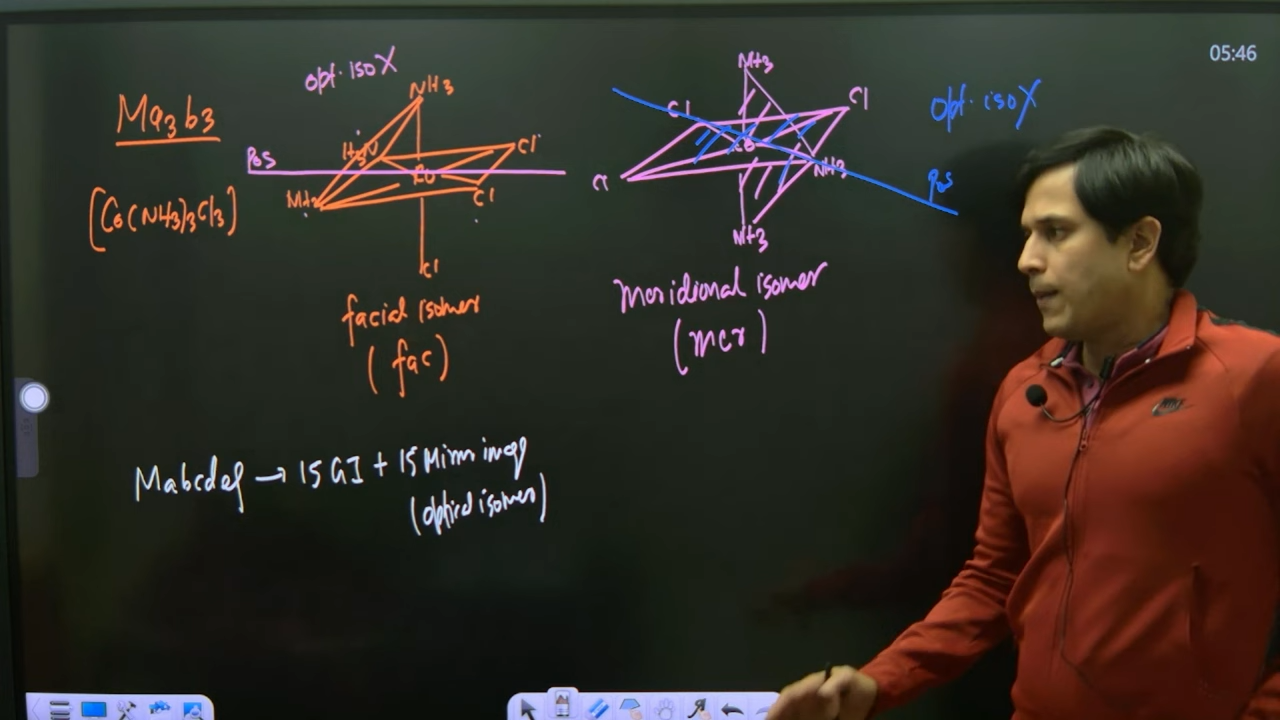 05:46
Ma3b3
[Co(NH3)3Cl3]
opt. iso X
NH3
H3N
Cl
POS
Co
NH3
Cl
Cl
facial isomer
(fac)
NH3
Cl
Cl
Co
Cl
NH3
NH3
opt. iso X
POS
Meridional isomer
(mer)
Mabcdef → 15 GI + 15 Mirror image
(optical isomer)